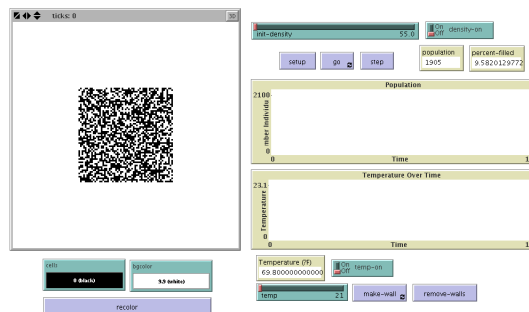 ticks: 0
3D
init-density
55.0
On
Off
density-on
setup
go
step
population
1905
percent-filled
9.5820129772
Population
2100
mber Individu
0
0
Time
1
Temperature Over Time
23.1
Temperature
0
0
Time
1
cells
0 (black)
bgcolor
9.9 (white)
recolor
Temperature (?F)
69.800000000000
On
Off
temp-on
temp
21
make-wall
remove-walls